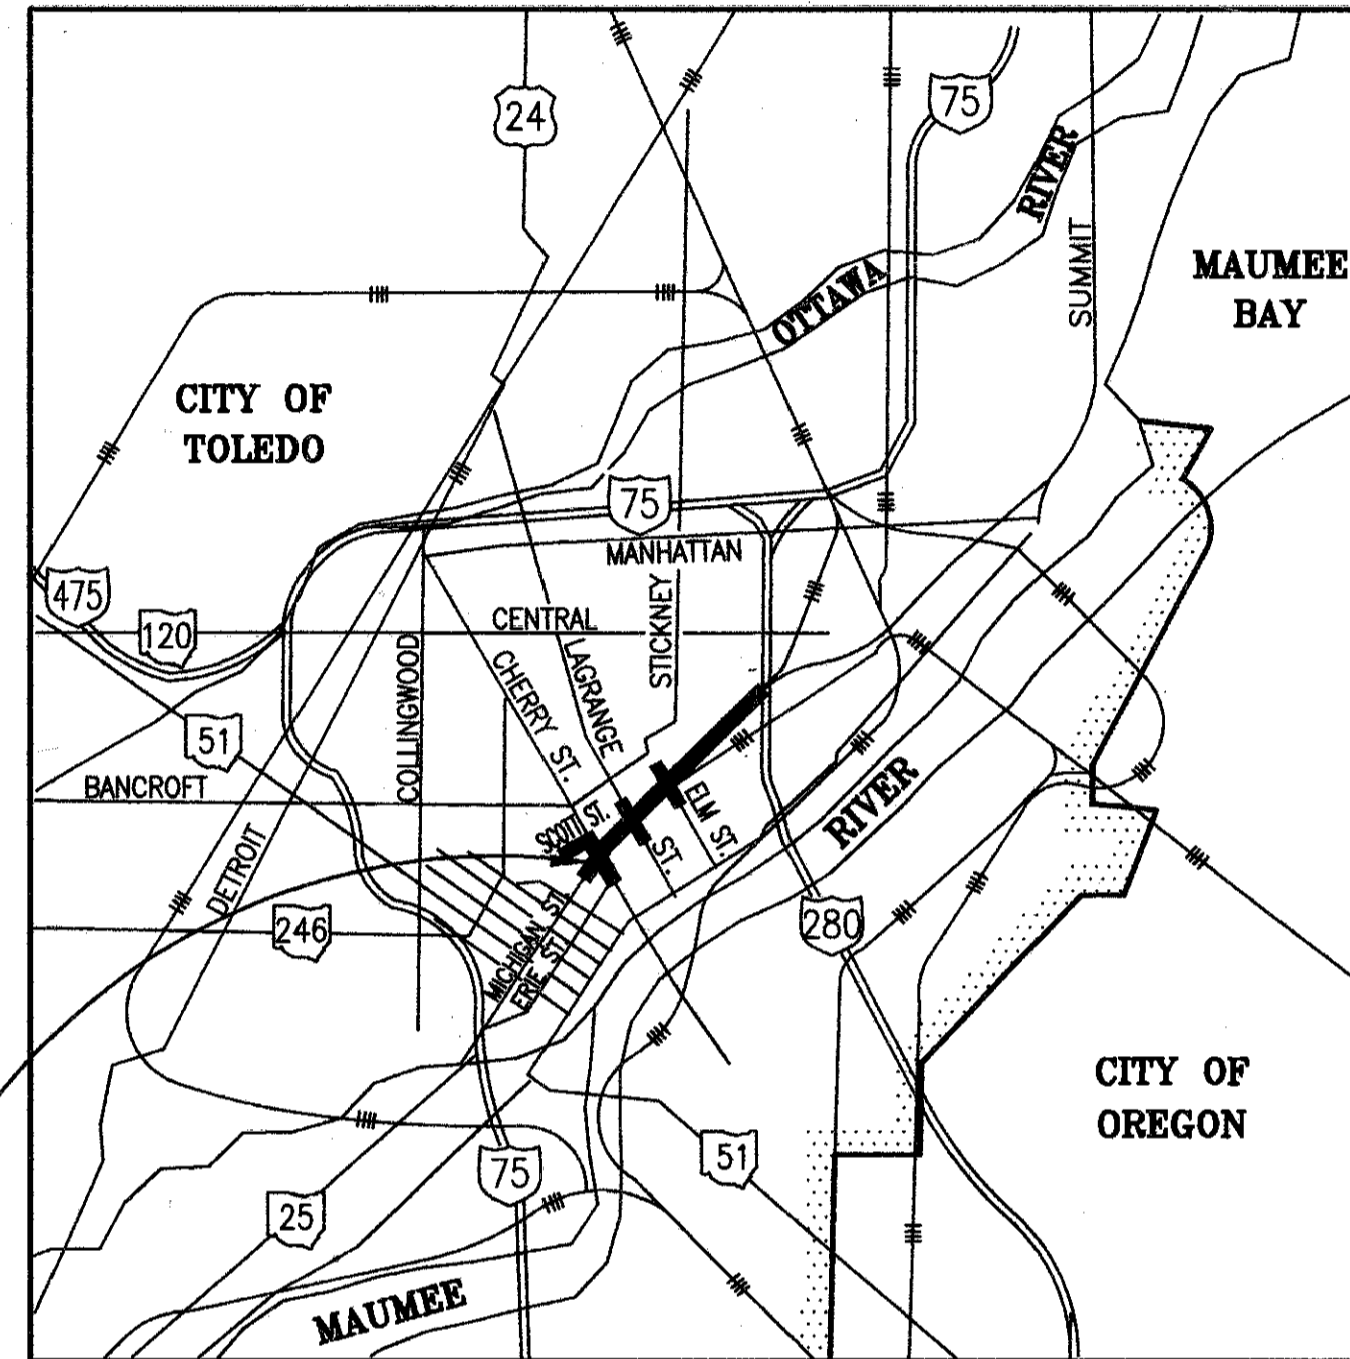 24
75
RIVER
SUMMIT
MAUMEE
BAY
OTTAWA
CITY OF
TOLEDO
75
MANHATTAN
475
120
CENTRAL
STICKNEY
COLLINGWOOD
CHERRY ST.
LAGRANGE
ST.
51
BANCROFT
SCOTT ST.
ELM ST.
RIVER
DETROIT
246
MICHIGAN ST.
ERIE ST.
280
CITY OF
OREGON
75
51
25
MAUMEE